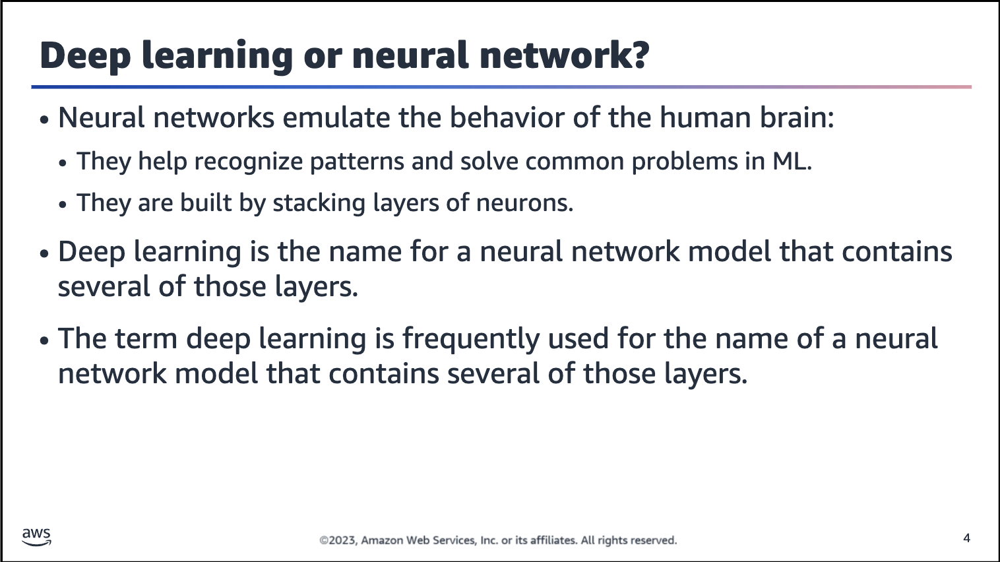 Deep learning or neural network?
• Neural networks emulate the behavior of the human brain:
• They help recognize patterns and solve common problems in ML.
• They are built by stacking layers of neurons.
• Deep learning is the name for a neural network model that contains
several of those layers.
• The term deep learning is frequently used for the name of a neural
network model that contains several of those layers.
aws
©2023, Amazon Web Services, Inc. or its affiliates. All rights reserved.
4